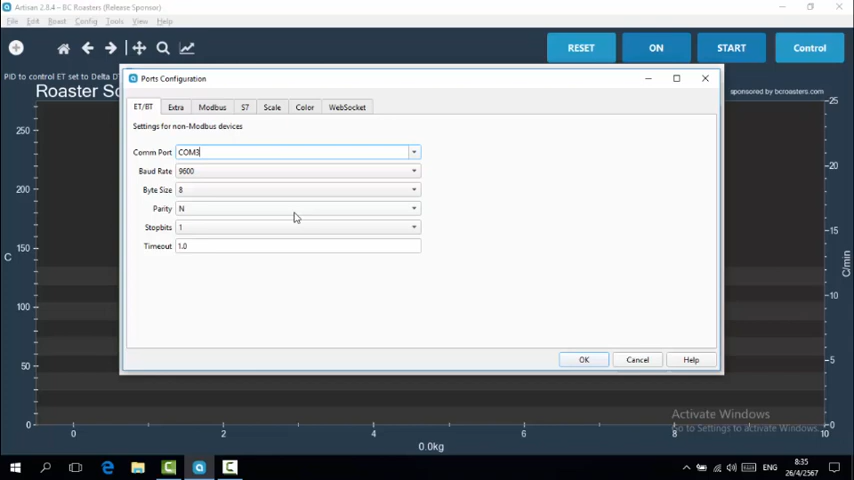 Artisan 2.8.4 – BC Roasters (Release Sponsor)
File Edit Roast Config Tools View Help
RESET ON START Control
PID to control ET set to Delta
Ports Configuration
Roaster Sc
sponsored by bcroasters.com
ET/BT Extra Modbus S7 Scale Color WebSocket
Settings for non-Modbus devices
Comm Port COM3
Baud Rate 9600
Byte Size 8
Parity N
Stopbits 1
Timeout 1.0
OK Cancel Help
250
200
150
100
50
0
C
25
20
15
10
5
0
C/min
0 2 4 6 8 10
0.0kg
Activate Windows
Go to Settings to activate Windows.
ENG
8:35
26/4/2567